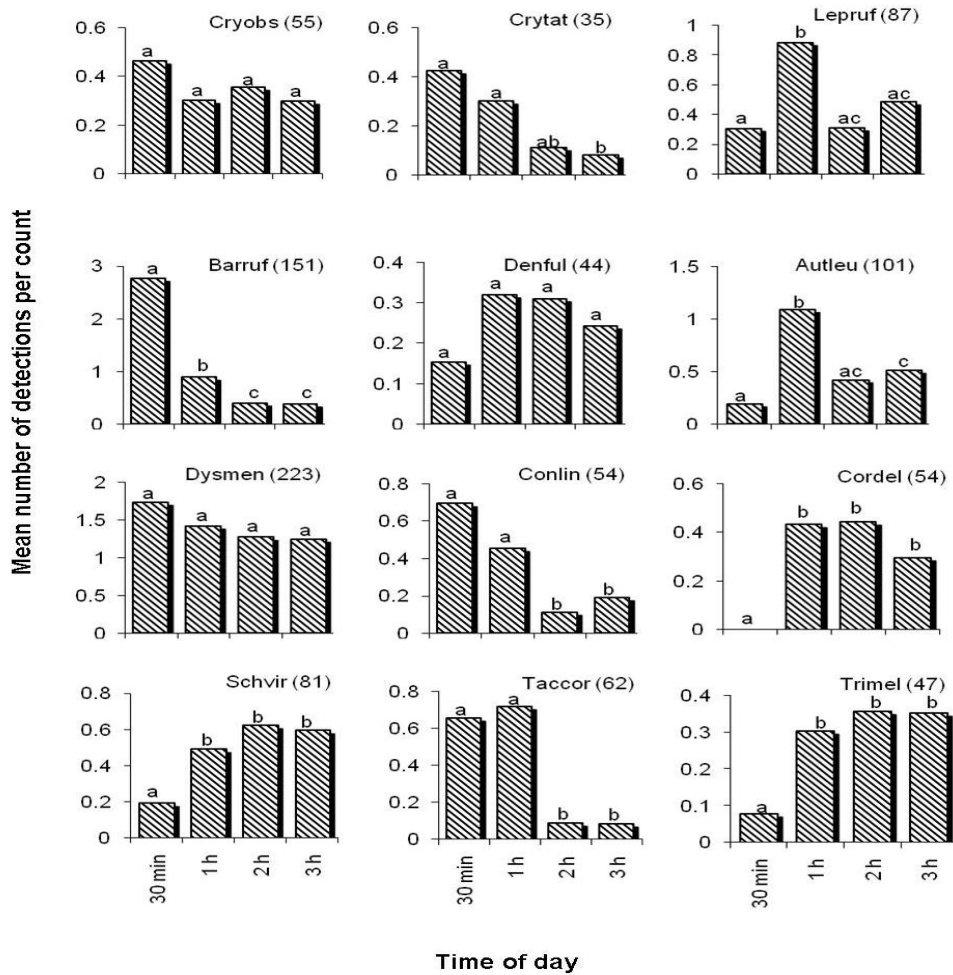 Mean number of detections per count
Cryobs (55)
0.6
0.4
0.2
0
a a a a
Crytat (35)
0.6
0.4
0.2
0
a a ab b
Lepruf (87)
1
0.8
0.6
0.4
0.2
0
a b ac ac
Barruf (151)
3
2
1
0
a b c c
Denful (44)
0.4
0.3
0.2
0.1
0
a a a a
Autleu (101)
1.5
1
0.5
0
a b ac c
Dysmen (223)
2
1.5
1
0.5
0
a a a a
Conlin (54)
0.8
0.6
0.4
0.2
0
a a b b
Cordel (54)
0.6
0.4
0.2
0
a b b b
Schvir (81)
0.8
0.6
0.4
0.2
0
a b b b
30 min
1 h
2 h
3 h
Taccor (62)
0.8
0.6
0.4
0.2
0
a a b b
30 min
1 h
2 h
3 h
Trimel (47)
0.4
0.3
0.2
0.1
0
a b b b
30 min
1 h
2 h
3 h
Time of day